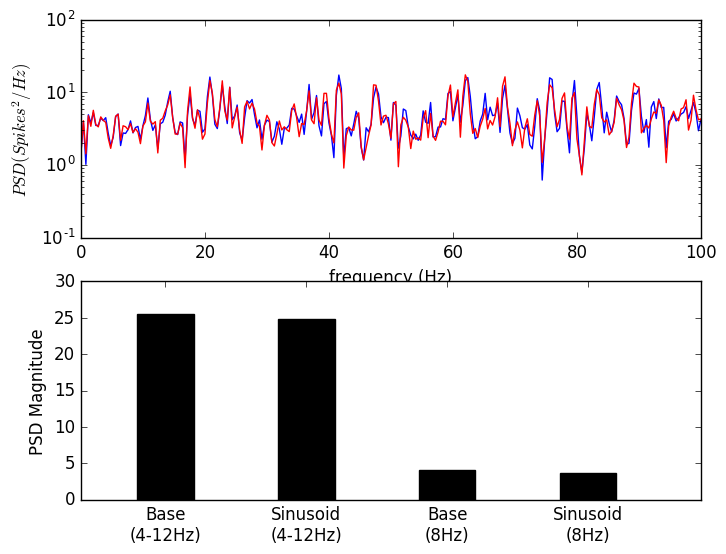 10^2
10^1
10^0
10^-1
PSD(Spikes^2/Hz)
0 20 40 60 80 100
frequency (Hz)
30
25
20
15
10
5
0
PSD Magnitude
Base Sinusoid Base Sinusoid
(4-12Hz) (4-12Hz) (8Hz) (8Hz)